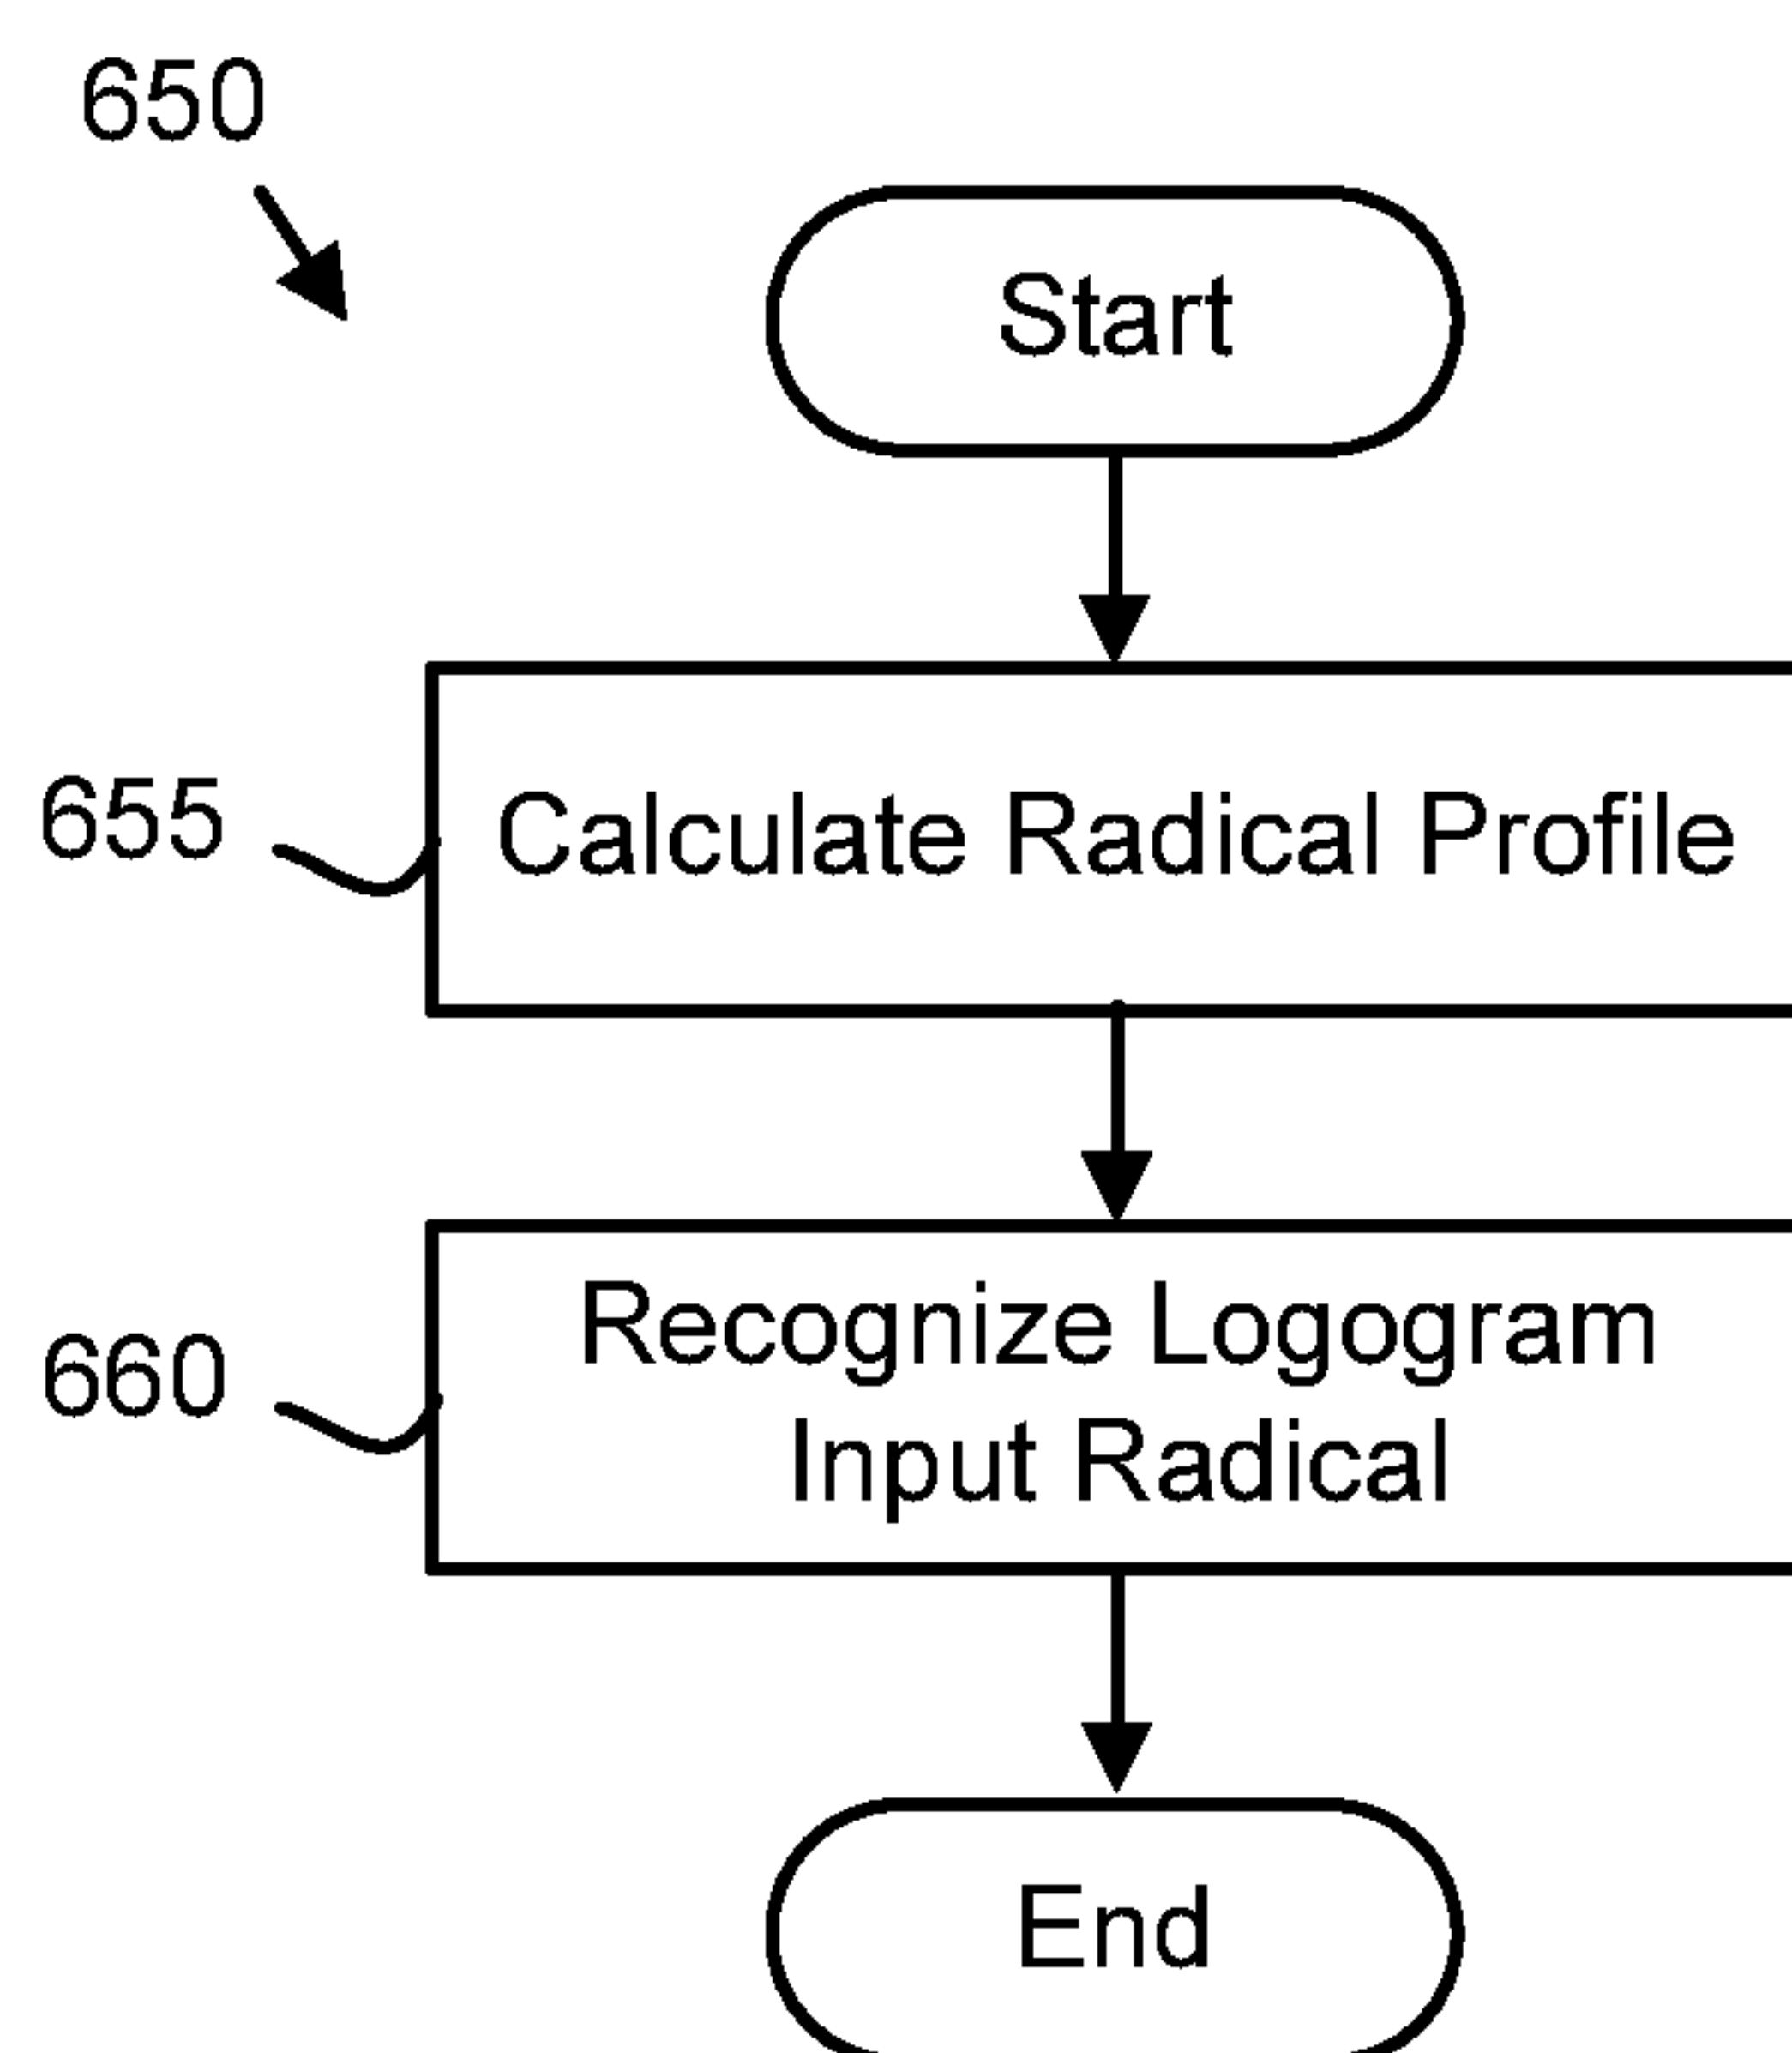 650
Start
655
Calculate Radical Profile
660
Recognize Logogram
Input Radical
End